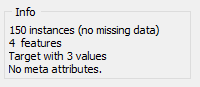 Info
150 instances (no missing data)
4 features
Target with 3 values
No meta attributes.